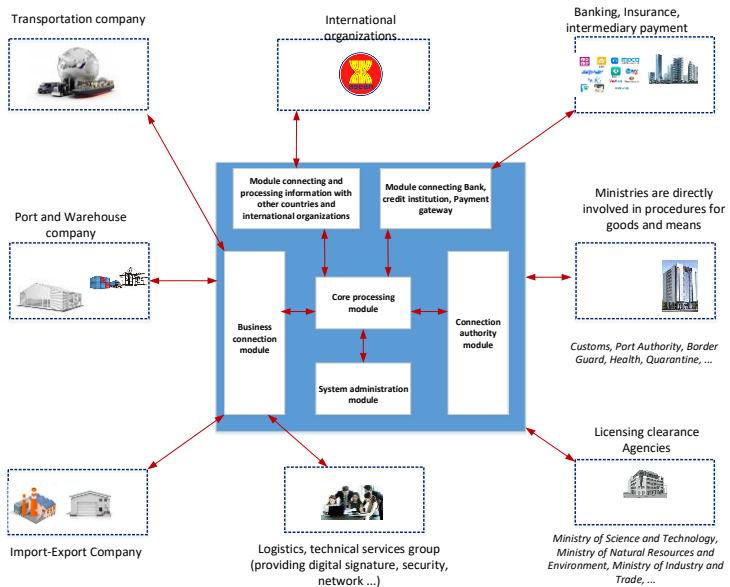 Transportation company
International
organizations
Banking, Insurance,
intermediary payment
asean
Module connecting and
processing information with
other countries and
international organizations
Module connecting Bank,
credit institution, Payment
gateway
Ministries are directly
involved in procedures for
goods and means
Port and Warehouse
company
Core processing
module
Business
connection
module
Connection
authority
module
System administration
module
Customs, Port Authority, Border
Guard, Health, Quarantine, ...
Licensing clearance
Agencies
Import-Export Company
Logistics, technical services group
(providing digital signature, security,
network ...)
Ministry of Science and Technology,
Ministry of Natural Resources and
Environment, Ministry of Industry and
Trade, ...